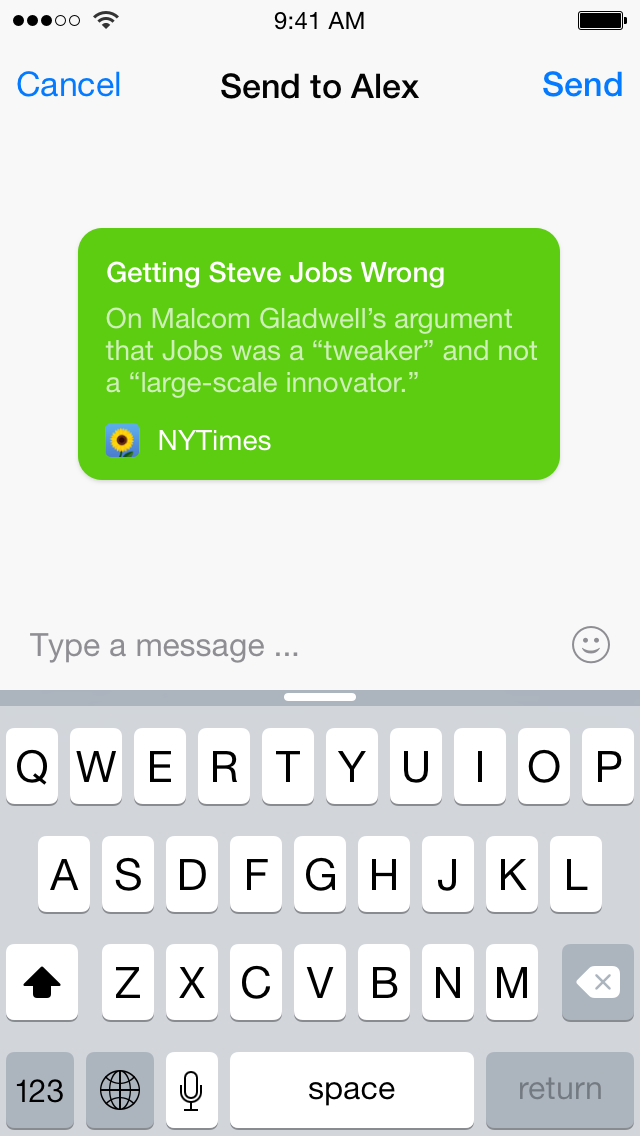 9:41 AM
Cancel Send to Alex Send
Getting Steve Jobs Wrong
On Malcom Gladwell’s argument
that Jobs was a “tweaker” and not
a “large-scale innovator.”
NYTimes
Type a message ...
Q W E R T Y U I O P
A S D F G H J K L
Z X C V B N M
123 space return